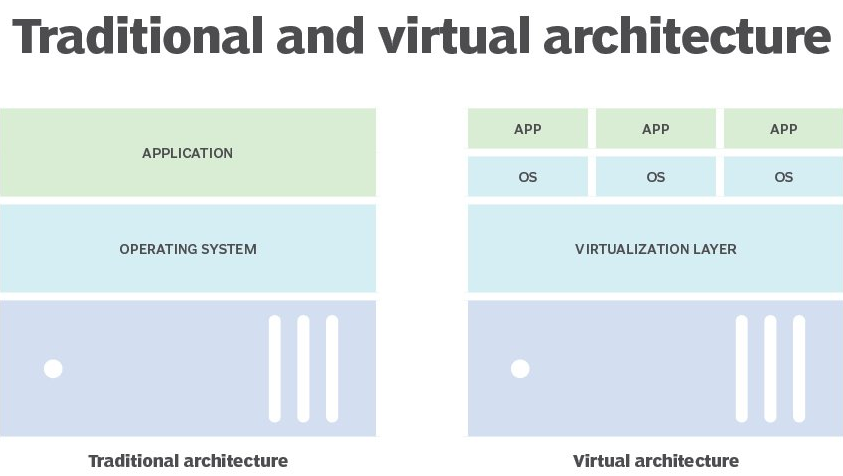 Traditional and virtual architecture
APPLICATION
OPERATING SYSTEM
Traditional architecture
APP APP APP
OS OS OS
VIRTUALIZATION LAYER
Virtual architecture